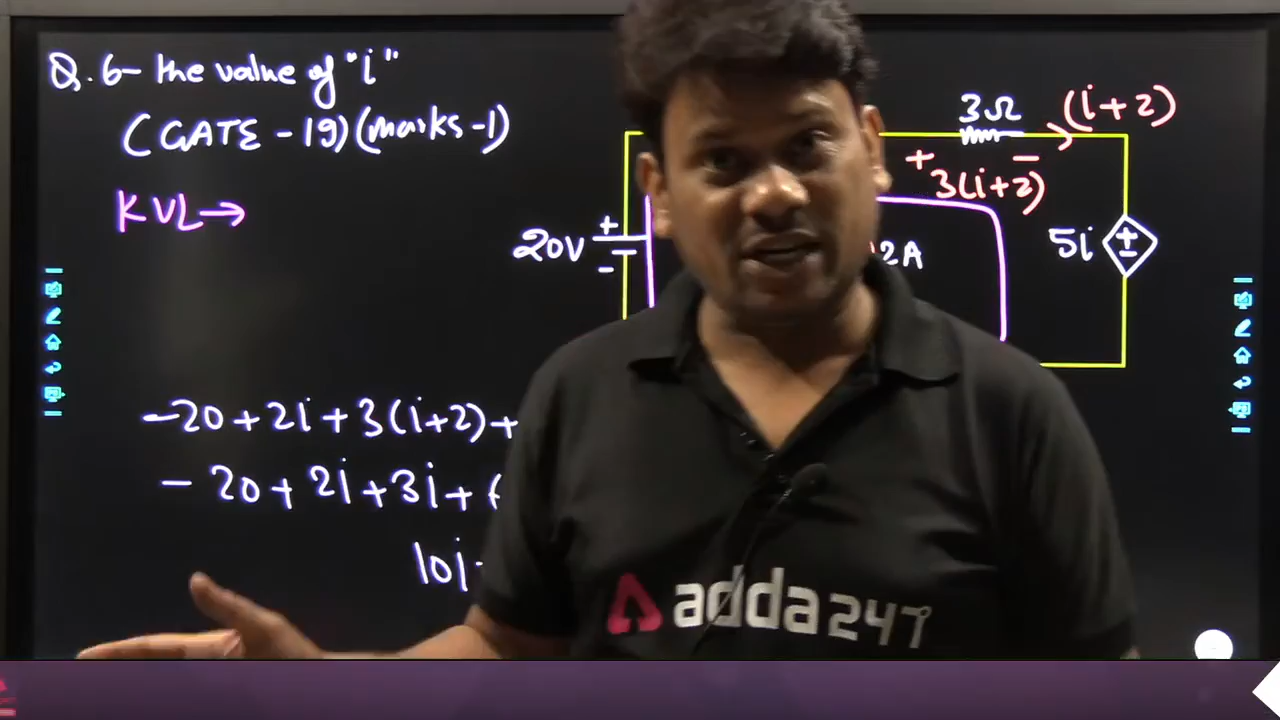 Q.6- the value of "i"
(GATE-19)(marks-1)
KVL→
3Ω
(i+2)
+ -
3(i+2)
20V
+
-
2A
5i
+
-
-20+2i+3(i+2)+
-20+2i+3i+
10i
adda247